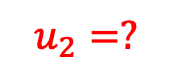 u₂ =?